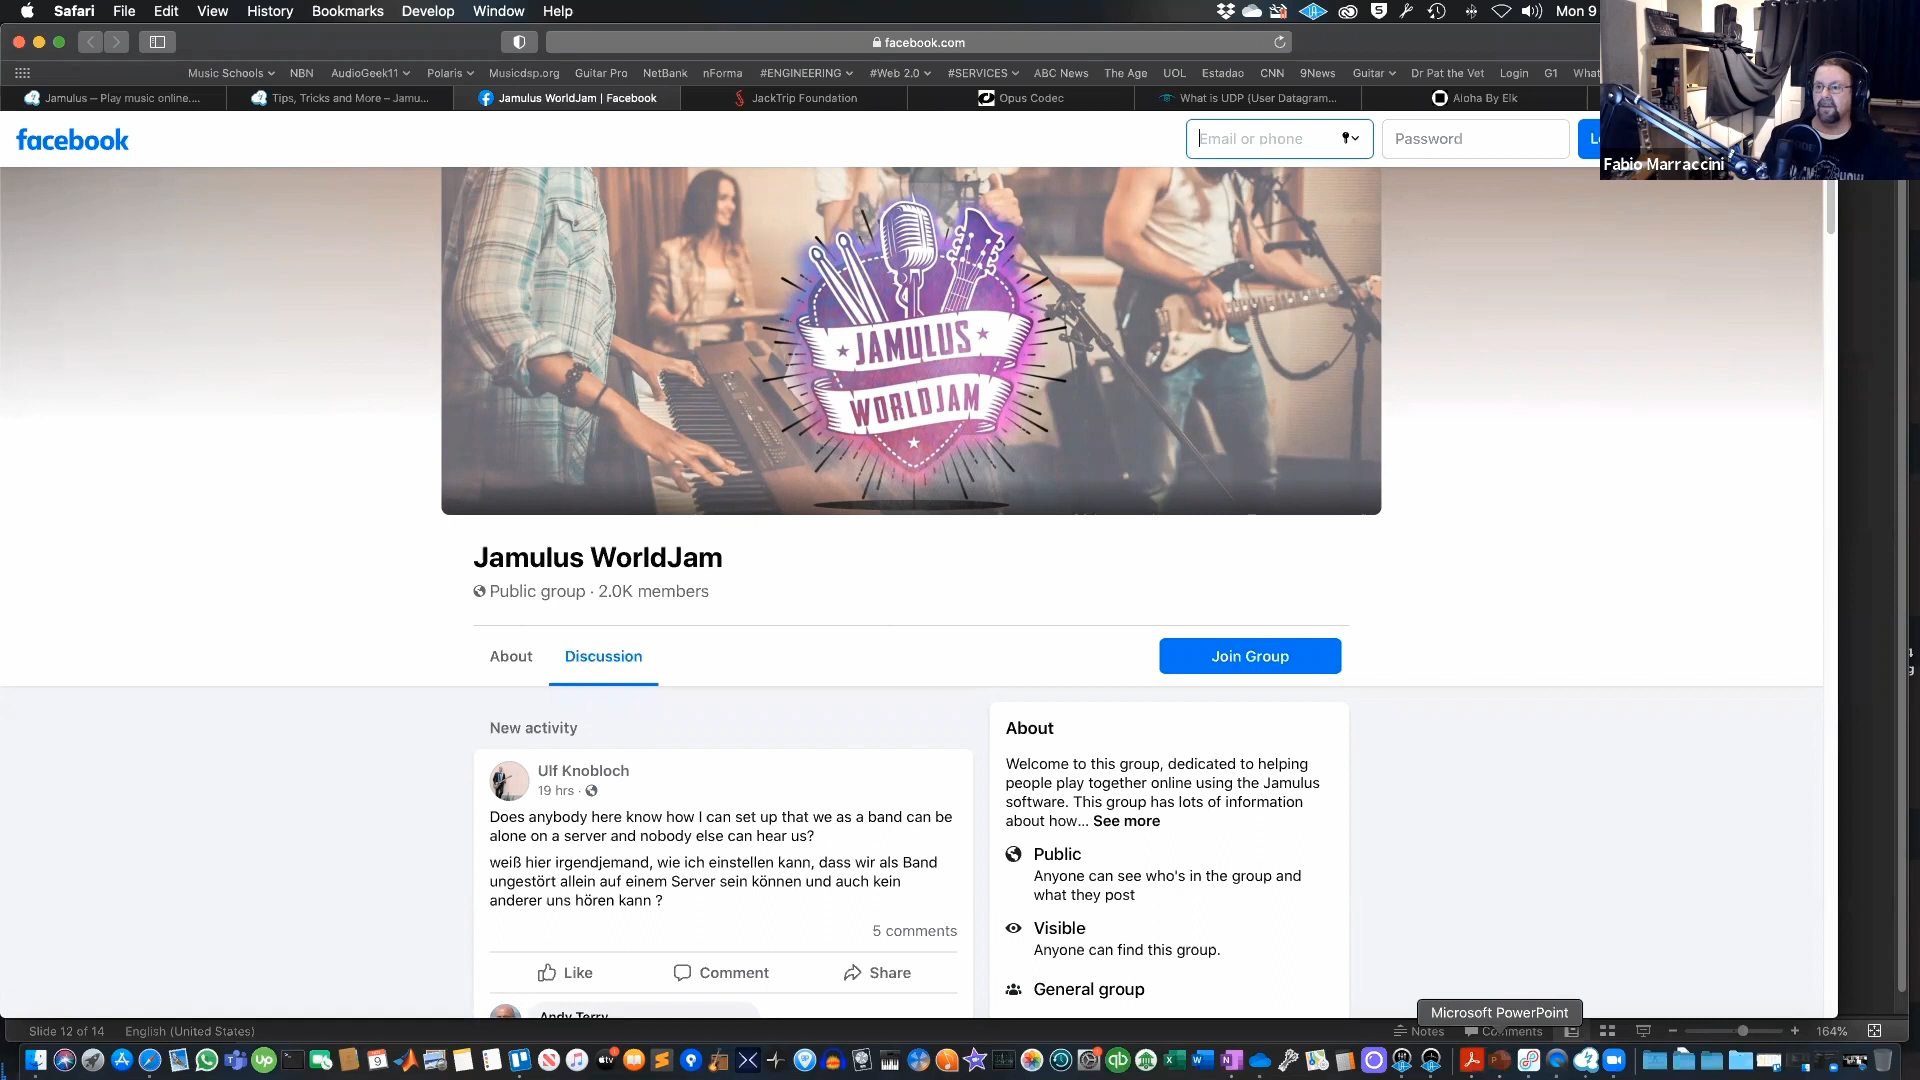 Safari File Edit View History Bookmarks Develop Window Help Mon 9
facebook.com
Music Schools NBN AudioGeek11 Polaris Musicdsp.org Guitar Pro NetBank nForma #ENGINEERING #Web 2.0 #SERVICES ABC News The Age UOL Estadao CNN 9News Guitar Dr Pat the Vet Login G1 What
Jamulus – Play music online.... Tips, Tricks and More – Jamu... Jamulus WorldJam | Facebook JackTrip Foundation Opus Codec What is UDP (User Datagram... Aloha By Elk
facebook
Email or phone
Password
Fabio Marraccini
JAMULUS
WORLDJAM
Jamulus WorldJam
Public group · 2.0K members
About Discussion
Join Group
New activity
Ulf Knobloch
19 hrs ·
Does anybody here know how I can set up that we as a band can be
alone on a server and nobody else can hear us?
weiß hier irgendjemand, wie ich einstellen kann, dass wir als Band
ungestört allein auf einem Server sein können und auch kein
anderer uns hören kann ?
5 comments
Like Comment Share
Andy Terry
About
Welcome to this group, dedicated to helping
people play together online using the Jamulus
software. This group has lots of information
about how... See more
Public
Anyone can see who's in the group and
what they post
Visible
Anyone can find this group.
General group
Microsoft PowerPoint
Slide 12 of 14 English (United States) Notes Comments 164%